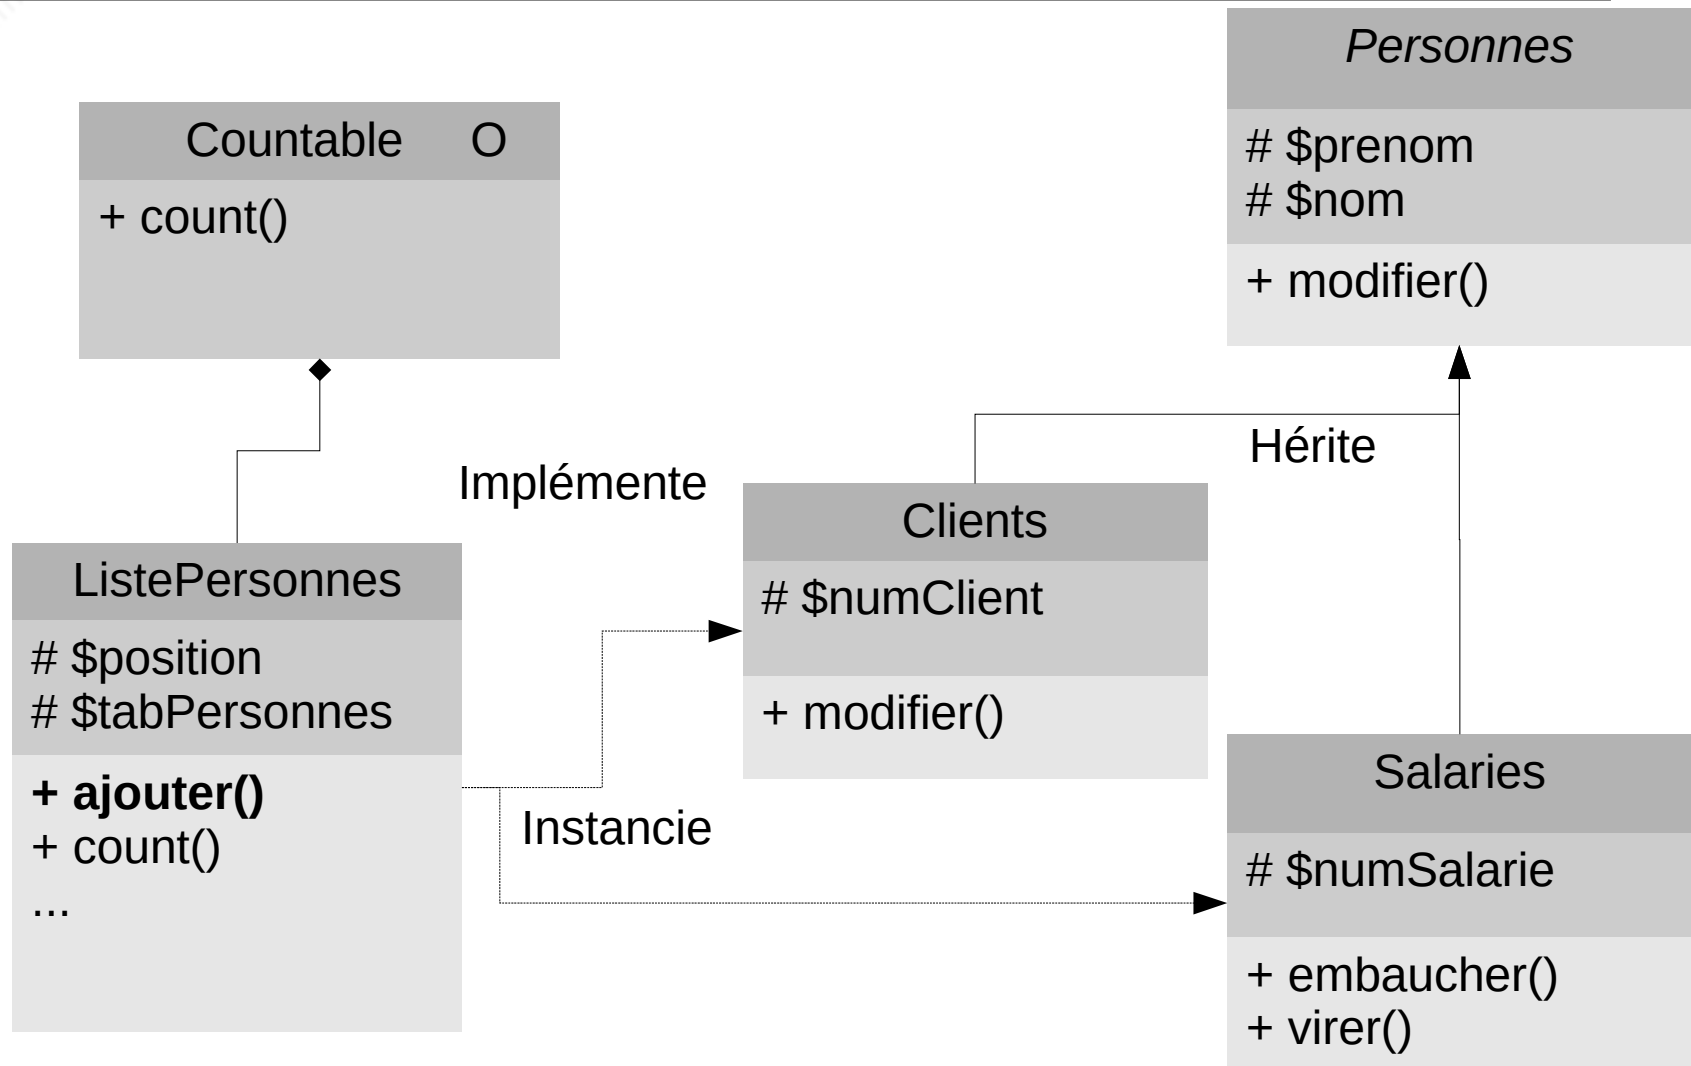 Personnes
# $prenom
# $nom
+ modifier()
Countable O
+ count()
Hérite
Implémente
Clients
# $numClient
+ modifier()
ListePersonnes
# $position
# $tabPersonnes
+ ajouter()
+ count()
...
Instancie
Salaries
# $numSalarie
+ embaucher()
+ virer()